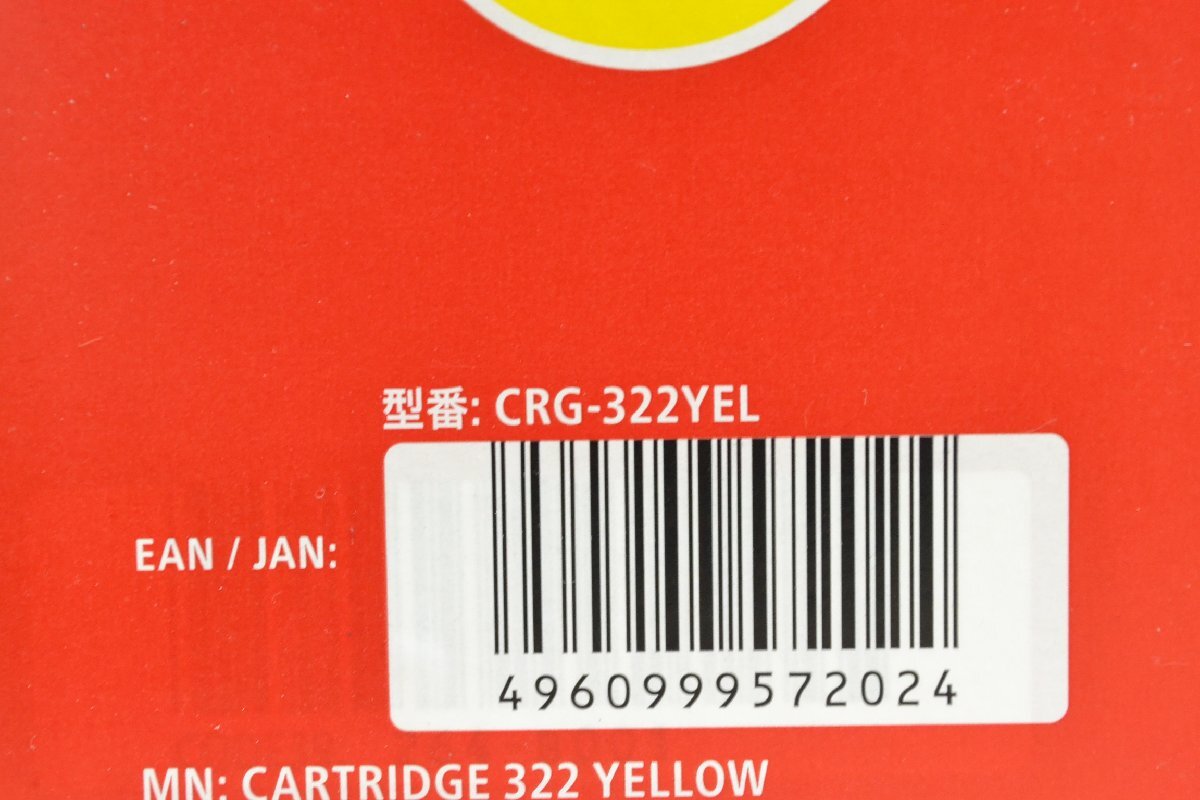 型番: CRG-322YEL
EAN / JAN:
4960999572024
MN: CARTRIDGE 322 YELLOW